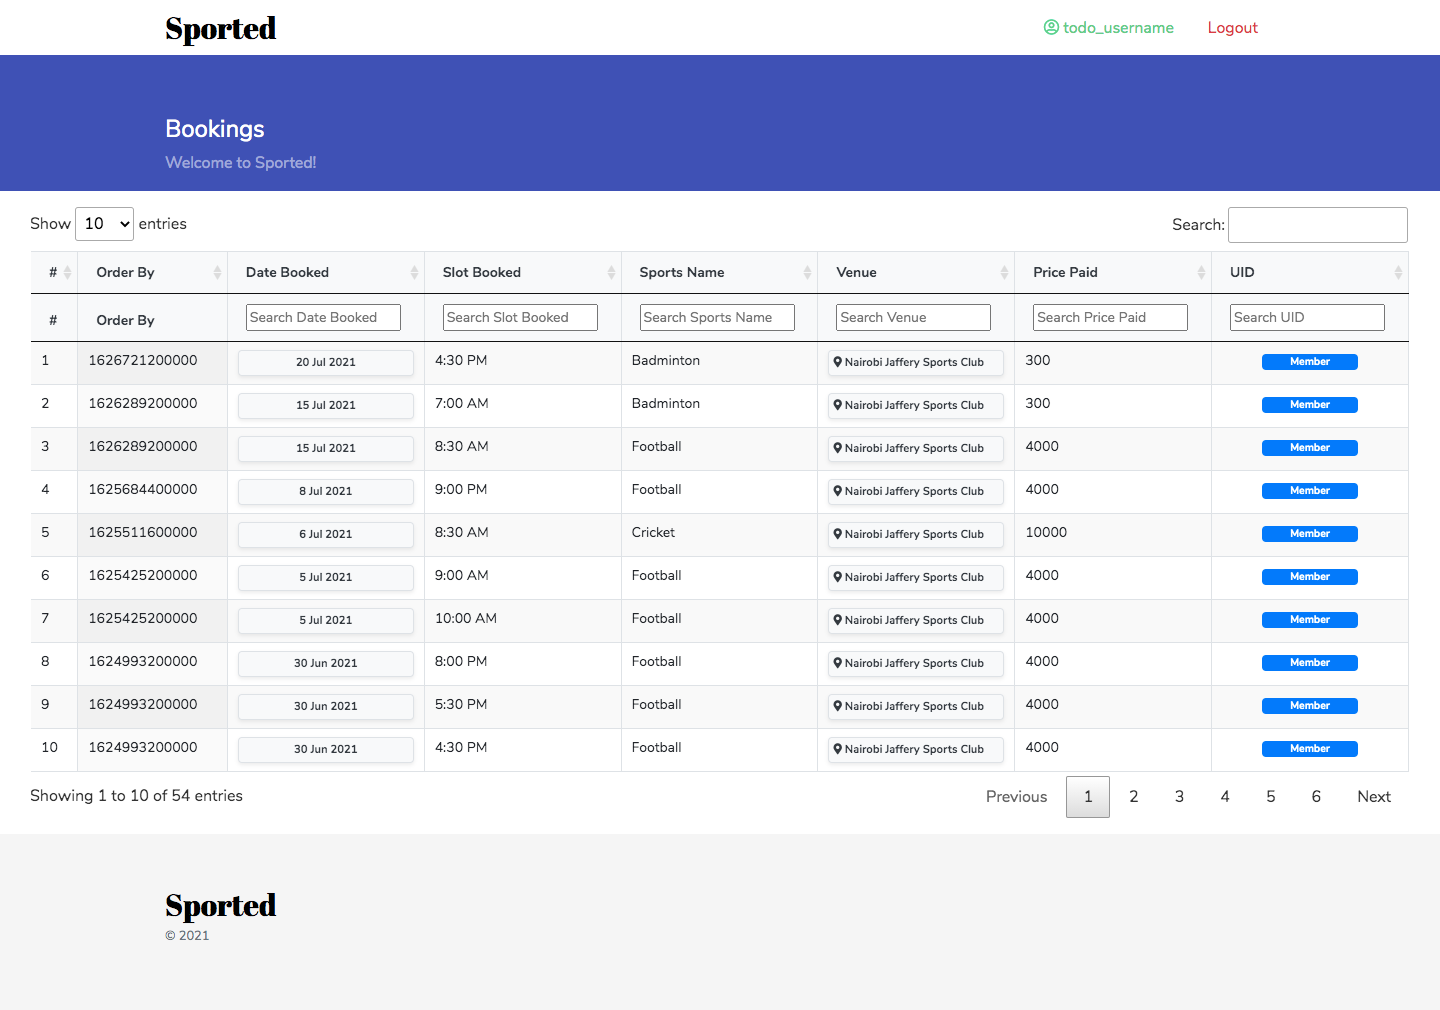 Sported
todo_username Logout
Bookings
Welcome to Sported!
Show 10 entries Search:
# Order By Date Booked Slot Booked Sports Name Venue Price Paid UID
# Order By Search Date Booked Search Slot Booked Search Sports Name Search Venue Search Price Paid Search UID
1 1626721200000 20 Jul 2021 4:30 PM Badminton Nairobi Jaffery Sports Club 300 Member
2 1626289200000 15 Jul 2021 7:00 AM Badminton Nairobi Jaffery Sports Club 300 Member
3 1626289200000 15 Jul 2021 8:30 AM Football Nairobi Jaffery Sports Club 4000 Member
4 1625684400000 8 Jul 2021 9:00 PM Football Nairobi Jaffery Sports Club 4000 Member
5 1625511600000 6 Jul 2021 8:30 AM Cricket Nairobi Jaffery Sports Club 10000 Member
6 1625425200000 5 Jul 2021 9:00 AM Football Nairobi Jaffery Sports Club 4000 Member
7 1625425200000 5 Jul 2021 10:00 AM Football Nairobi Jaffery Sports Club 4000 Member
8 1624993200000 30 Jun 2021 8:00 PM Football Nairobi Jaffery Sports Club 4000 Member
9 1624993200000 30 Jun 2021 5:30 PM Football Nairobi Jaffery Sports Club 4000 Member
10 1624993200000 30 Jun 2021 4:30 PM Football Nairobi Jaffery Sports Club 4000 Member
Showing 1 to 10 of 54 entries Previous 1 2 3 4 5 6 Next
Sported
© 2021